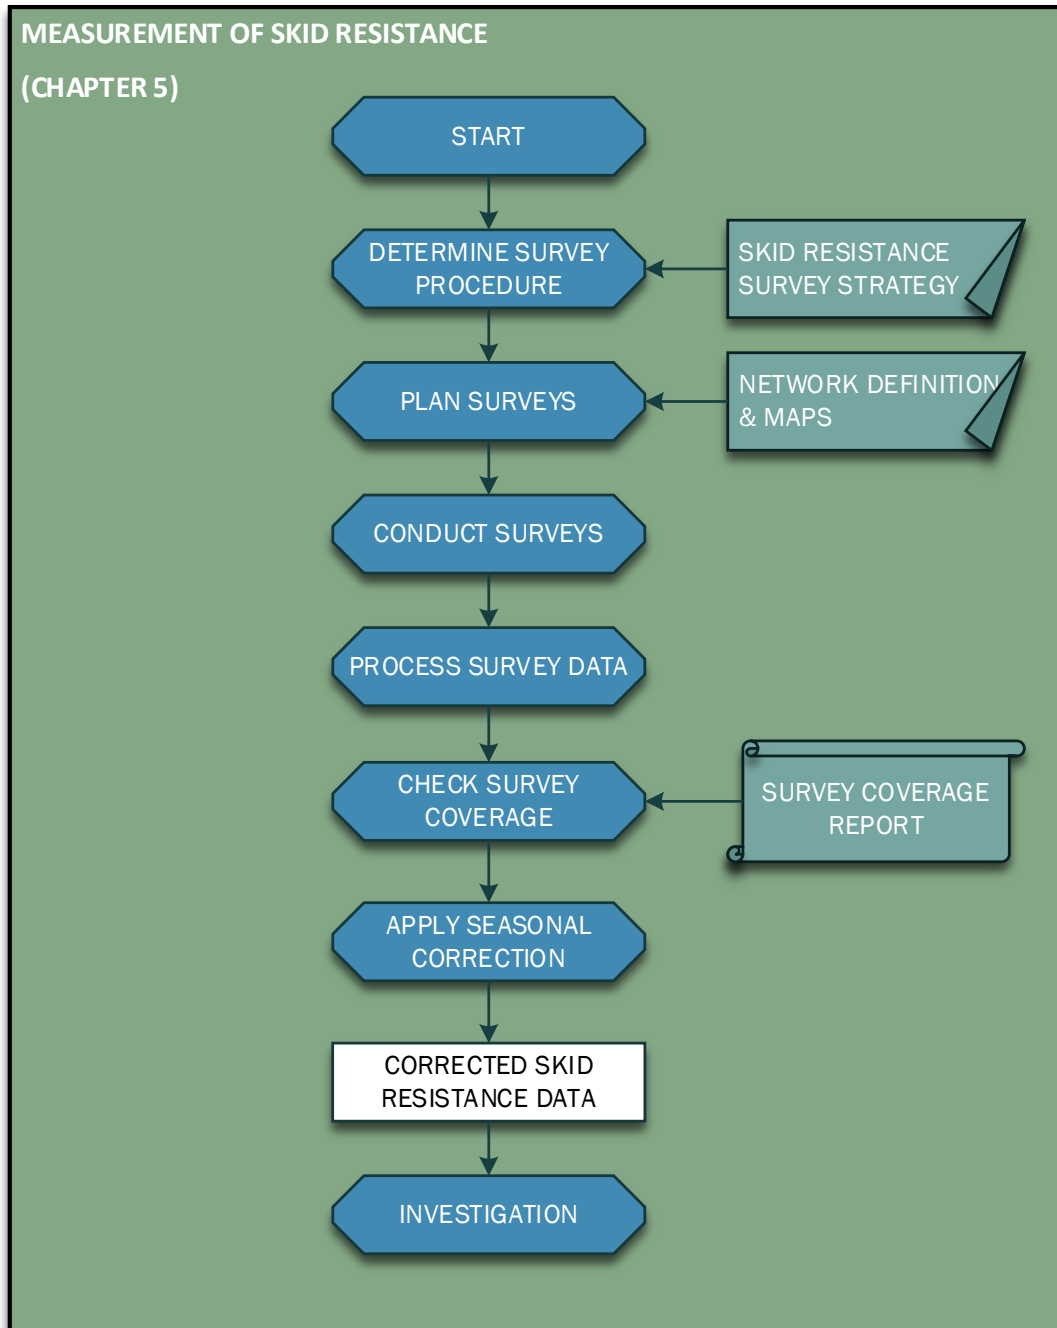 MEASUREMENT OF SKID RESISTANCE
(CHAPTER 5)
START
DETERMINE SURVEY
PROCEDURE
SKID RESISTANCE
SURVEY STRATEGY
PLAN SURVEYS
NETWORK DEFINITION
& MAPS
CONDUCT SURVEYS
PROCESS SURVEY DATA
CHECK SURVEY
COVERAGE
SURVEY COVERAGE
REPORT
APPLY SEASONAL
CORRECTION
CORRECTED SKID
RESISTANCE DATA
INVESTIGATION